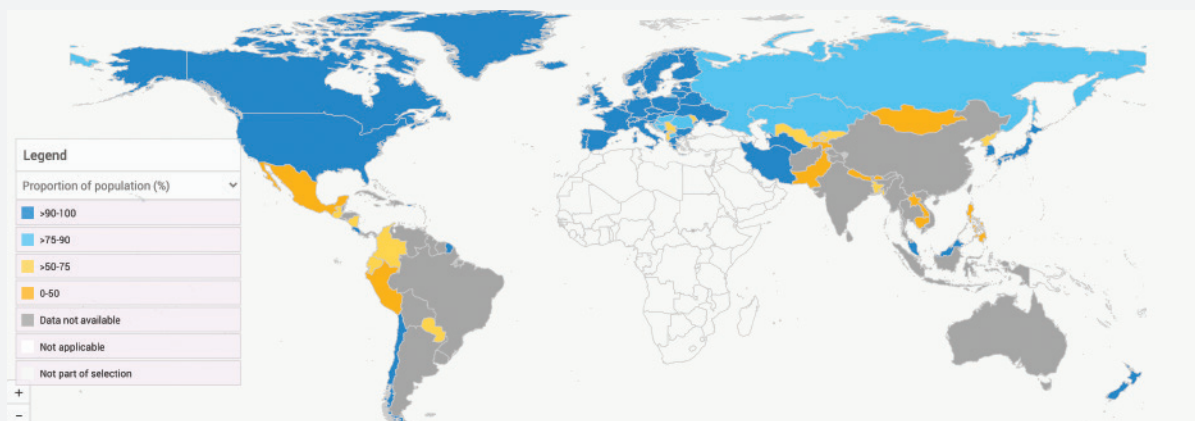 Legend
Proportion of population (%)
>90-100
>75-90
>50-75
0-50
Data not available
Not applicable
Not part of selection
+
−